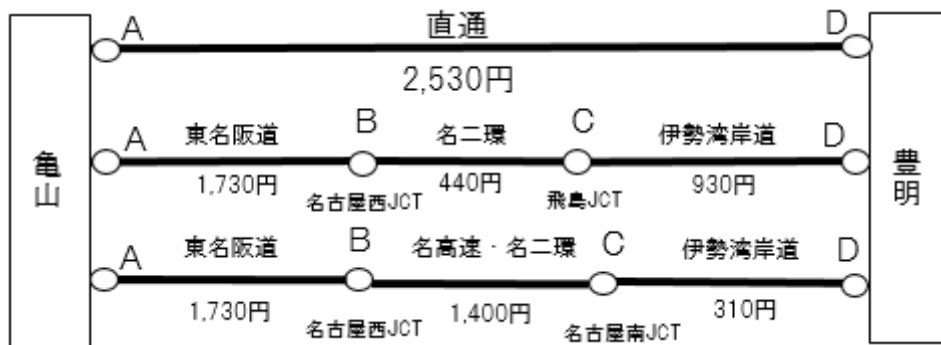 亀山
豊明
A 直通 D
2,530円
A 東名阪道 B 名二環 C 伊勢湾岸道 D
1,730円 名古屋西JCT 440円 飛島JCT 930円
A 東名阪道 B 名高速・名二環 C 伊勢湾岸道 D
1,730円 名古屋西JCT 1,400円 名古屋南JCT 310円